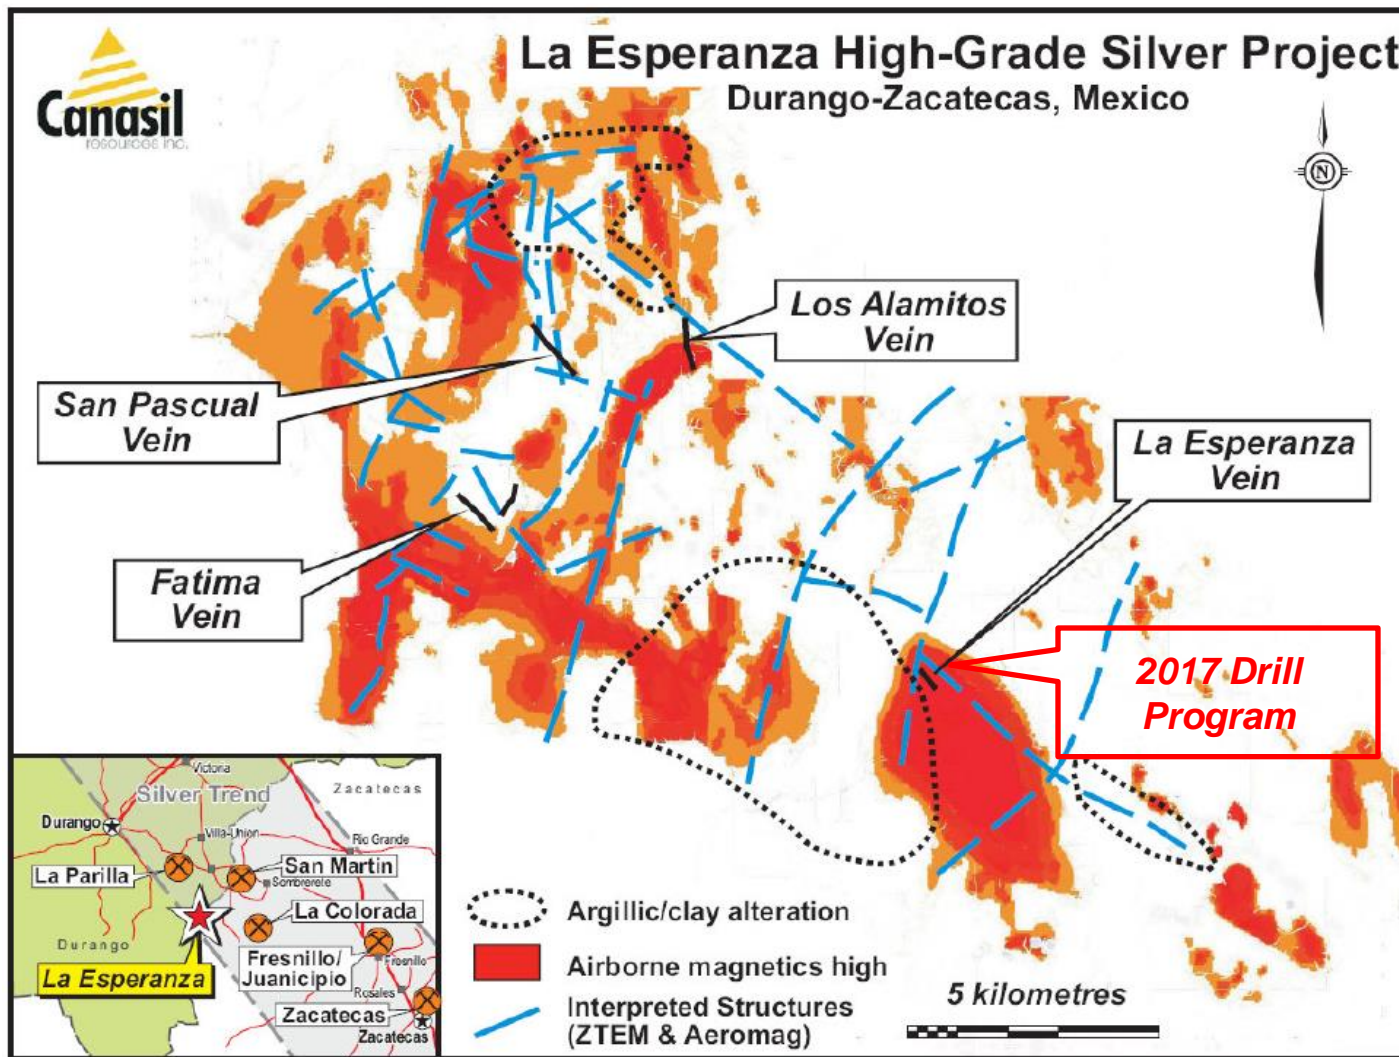 La Esperanza High-Grade Silver Project
Durango-Zacatecas, Mexico
Canasil
resources inc.
N
Los Alamitos
Vein
San Pascual
Vein
La Esperanza
Vein
Fatima
Vein
2017 Drill
Program
Victoria
Silver Trend
Zacatecas
Durango
Villa-Union
Rio Grande
La Parilla
San Martin
Sombrerete
La Colorada
Durango
Fresnillo/
Juanicipio
Fresnillo
La Esperanza
Rosales
Zacatecas
Zacatecas
Argillic/clay alteration
Airborne magnetics high
Interpreted Structures
(ZTEM & Aeromag)
5 kilometres